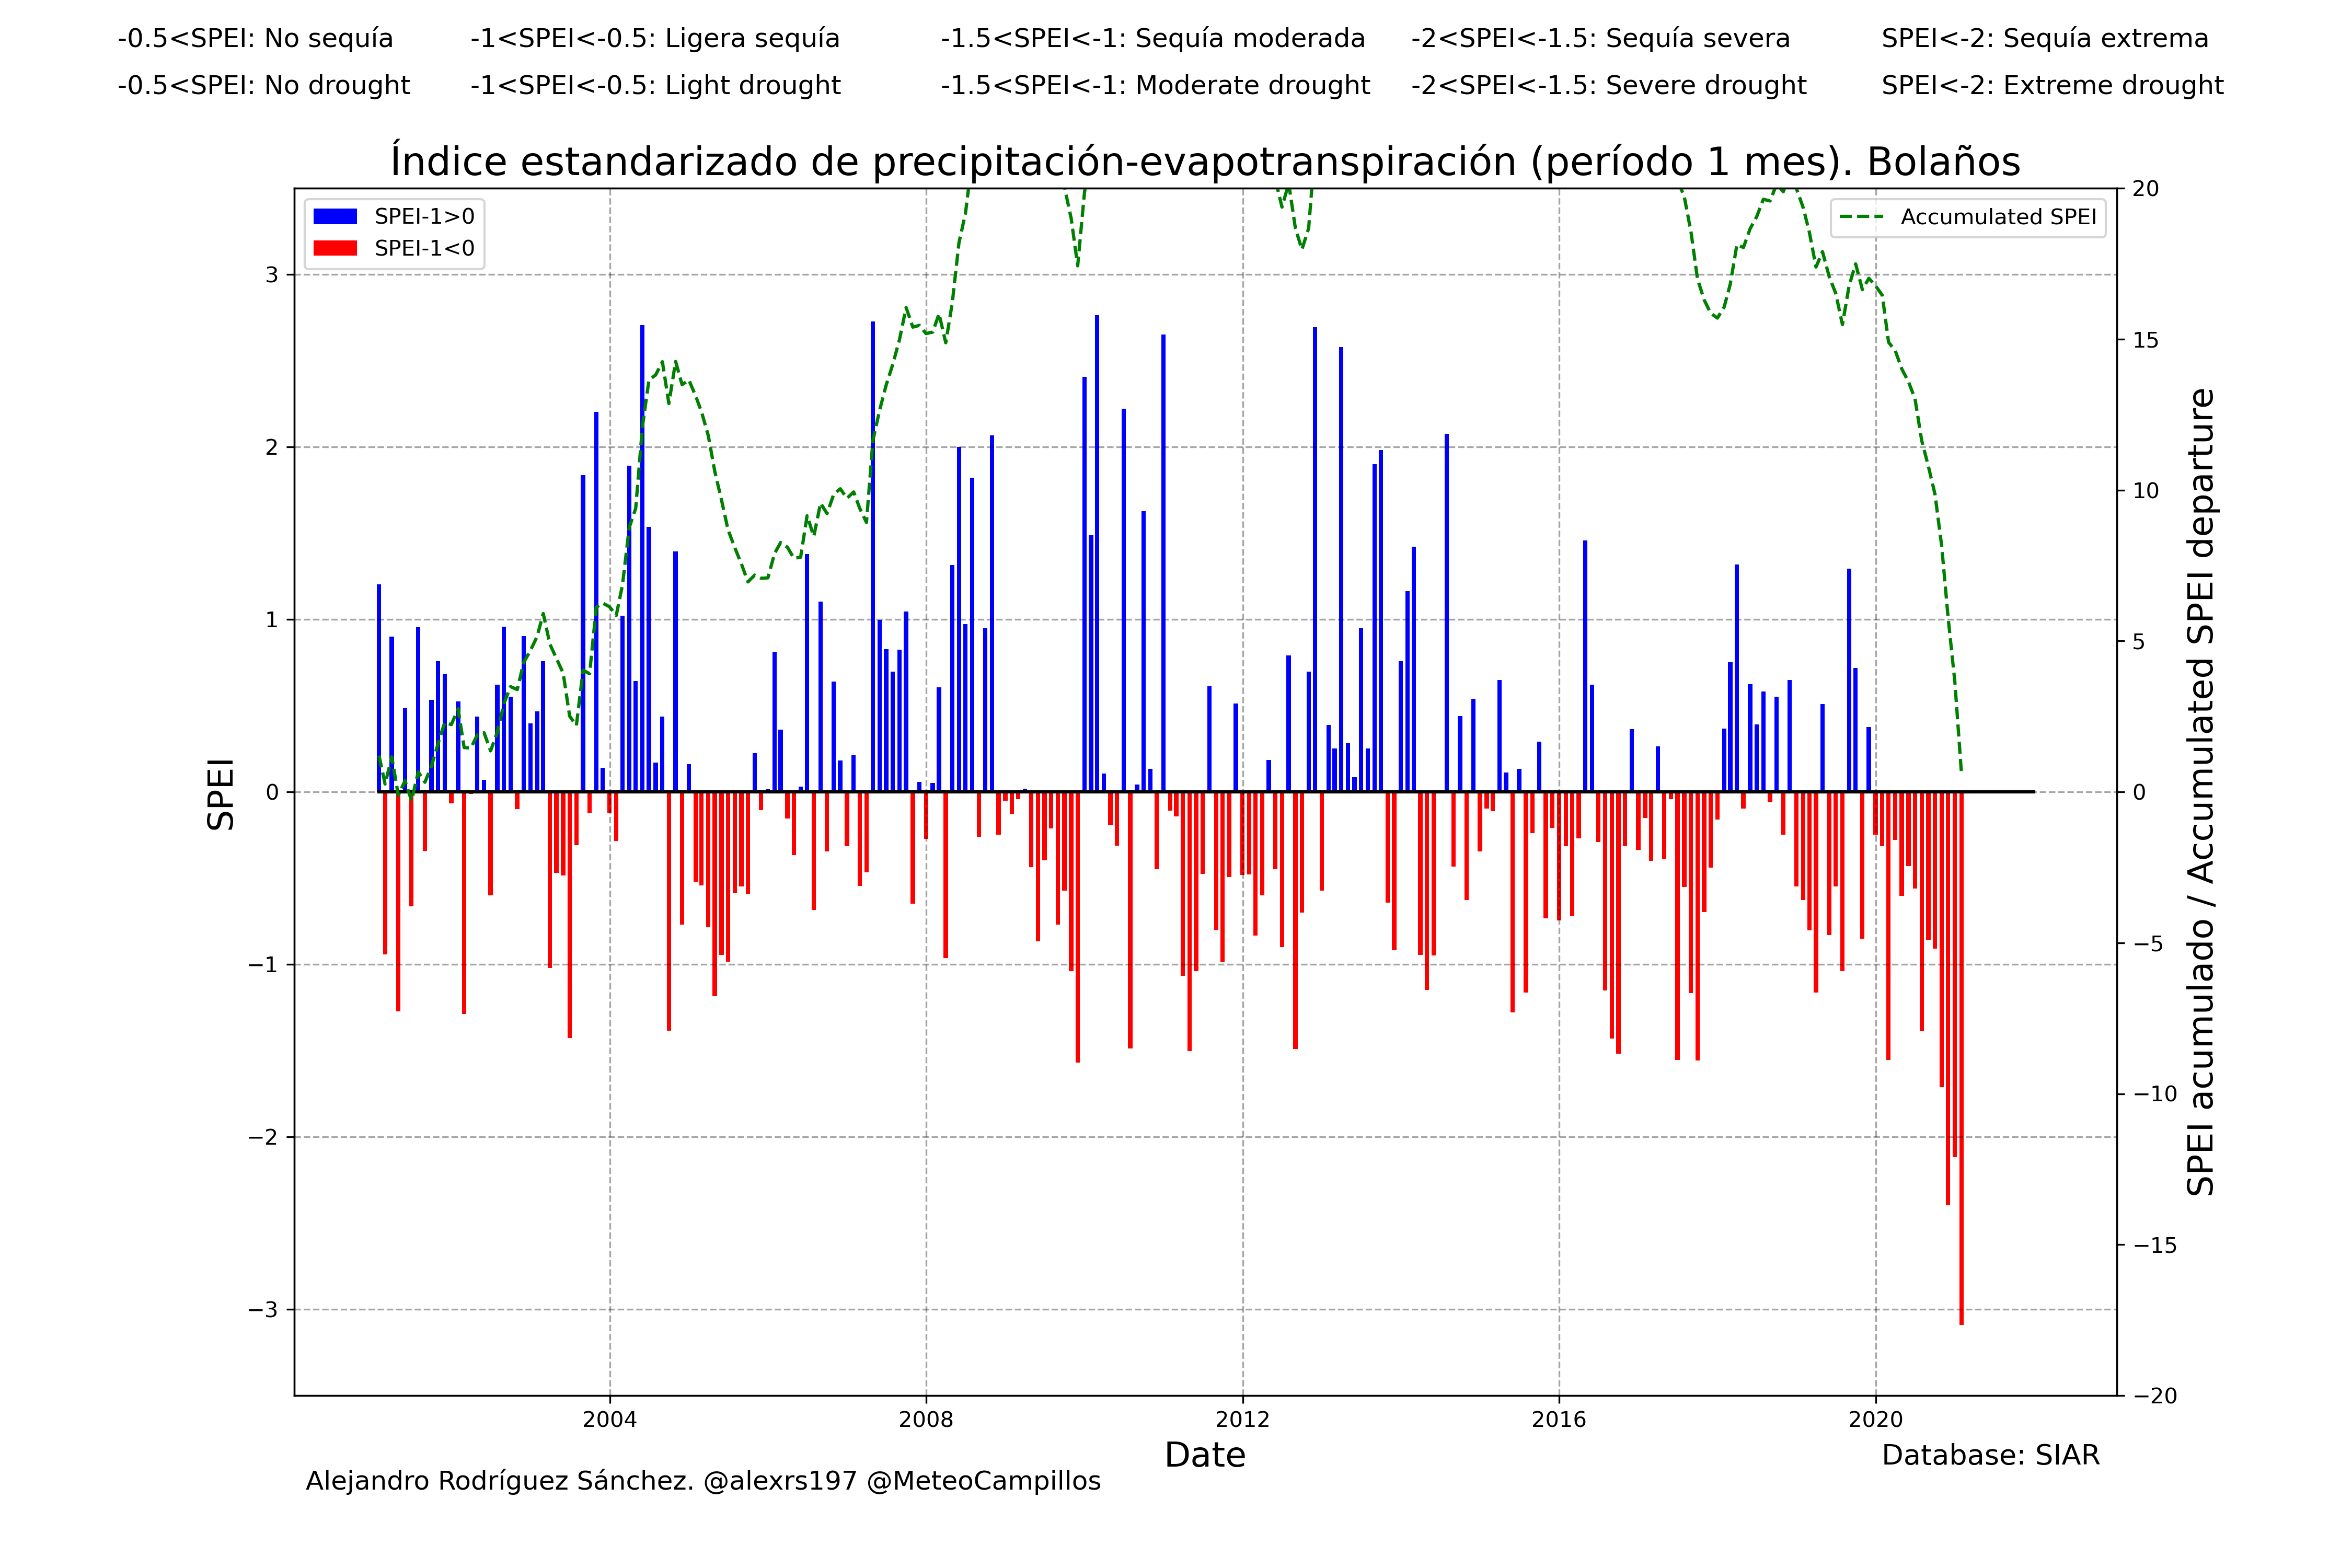 -0.5<SPEI: No sequía -1<SPEI<-0.5: Ligera sequía -1.5<SPEI<-1: Sequía moderada -2<SPEI<-1.5: Sequía severa SPEI<-2: Sequía extrema
-0.5<SPEI: No drought -1<SPEI<-0.5: Light drought -1.5<SPEI<-1: Moderate drought -2<SPEI<-1.5: Severe drought SPEI<-2: Extreme drought
Índice estandarizado de precipitación-evapotranspiración (período 1 mes). Bolaños
SPEI-1>0
SPEI-1<0
Accumulated SPEI
SPEI
3
2
1
0
−1
−2
−3
20
15
10
5
0
−5
−10
−15
−20
SPEI acumulado / Accumulated SPEI departure
2004 2008 2012 2016 2020
Date
Database: SIAR
Alejandro Rodríguez Sánchez. @alexrs197 @MeteoCampillos